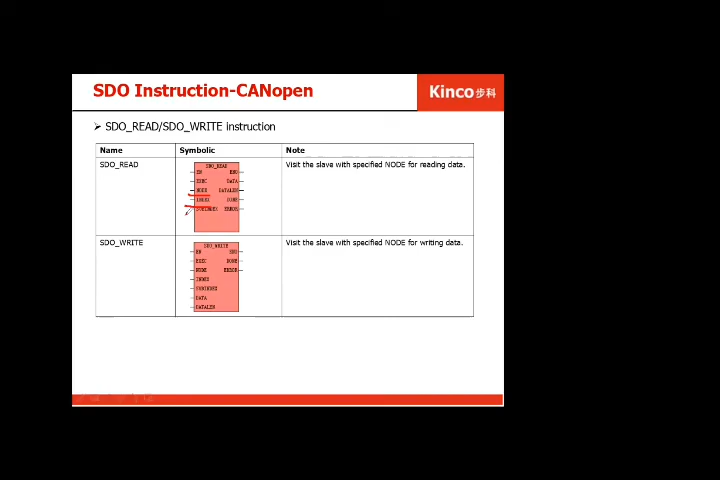 SDO Instruction-CANopen
Kinco步科
➢ SDO_READ/SDO_WRITE instruction
Name Symbolic Note
SDO_READ
SDO_READ
EN ENO
EXEC DATA
NODE DATALEN
INDEX DONE
SUBINDEX ERROR
Visit the slave with specified NODE for reading data.
SDO_WRITE
SDO_WRITE
EN ENO
EXEC DONE
NODE ERROR
INDEX
SUBINDEX
DATA
DATALEN
Visit the slave with specified NODE for writing data.